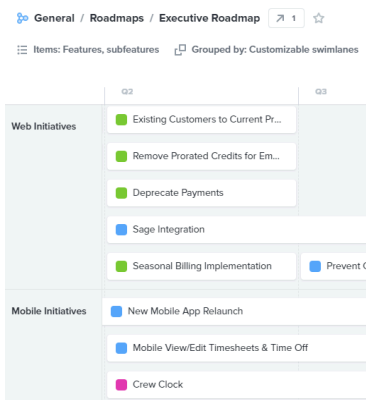 General / Roadmaps / Executive Roadmap 1
Items: Features, subfeatures Grouped by: Customizable swimlanes
Q2 Q3
Web Initiatives
Existing Customers to Current Pr...
Remove Prorated Credits for Em...
Deprecate Payments
Sage Integration
Seasonal Billing Implementation
Prevent
Mobile Initiatives
New Mobile App Relaunch
Mobile View/Edit Timesheets & Time Off
Crew Clock